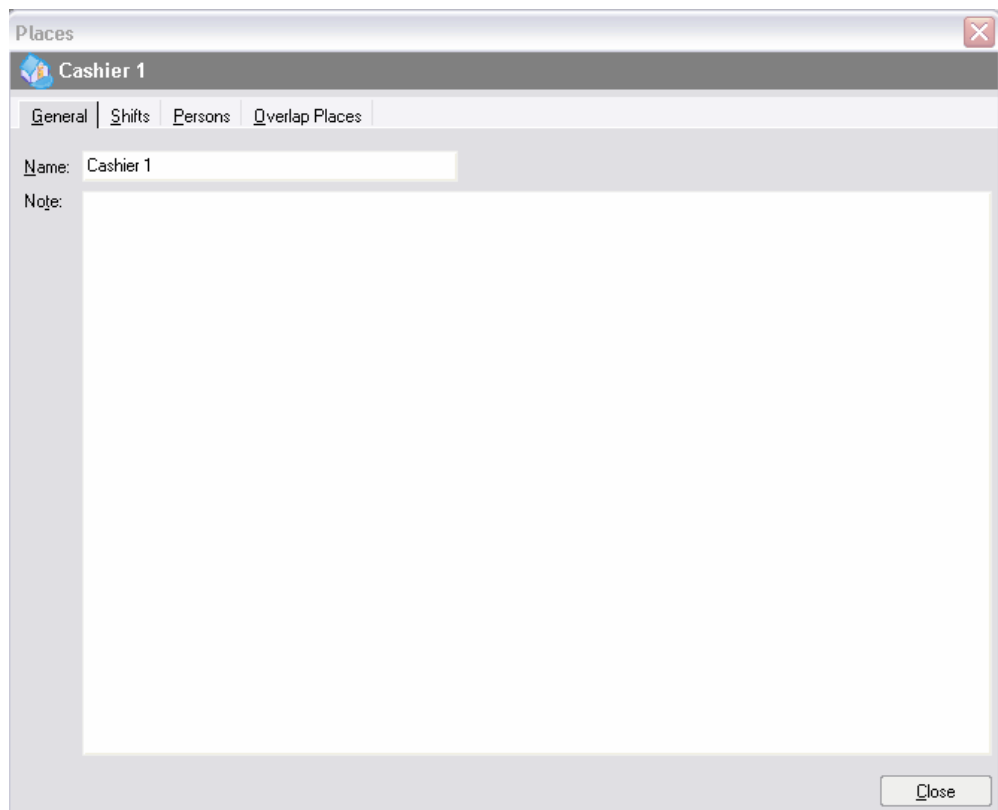 Places
Cashier 1
General Shifts Persons Overlap Places
Name: Cashier 1
Note:
Close